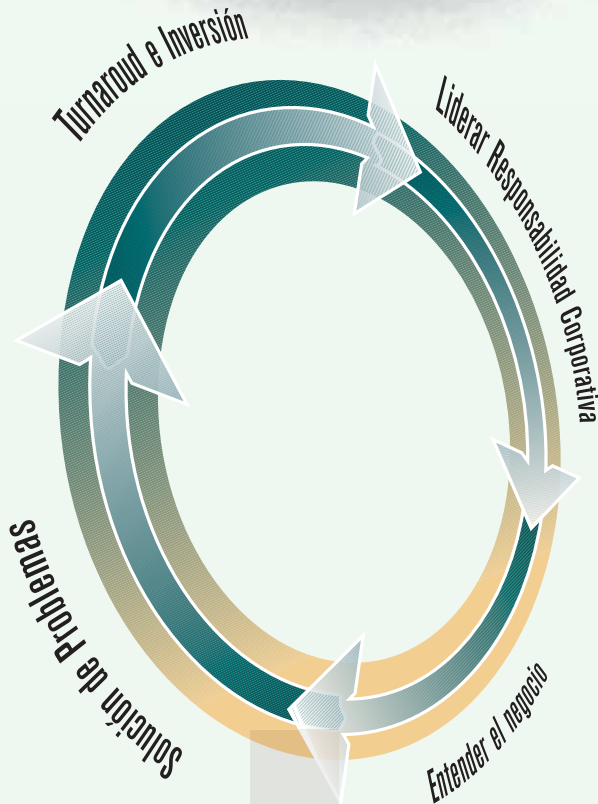 Turnaroud e Inversión
Liderar Responsabilidad Corporativa
Entender el negocio
Solución de Problemas